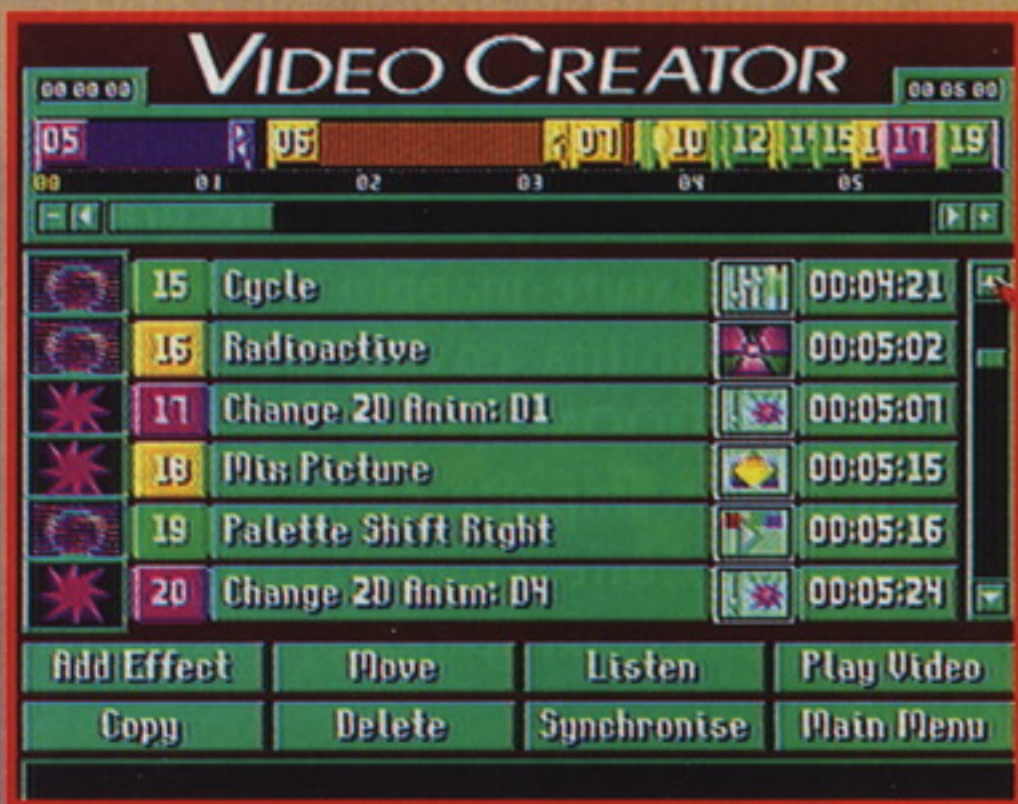 VIDEO CREATOR
00 00 00
00 06 00
05 06 07 10 12 15 17 19
00 01 02 03 04 05
15 Cycle 00:04:21
16 Radioactive 00:05:02
17 Change 2D Anim: D1 00:05:07
18 Mix Picture 00:05:15
19 Palette Shift Right 00:05:16
20 Change 2D Anim: D4 00:05:24
Add Effect Move Listen Play Video
Copy Delete Synchronise Main Menu